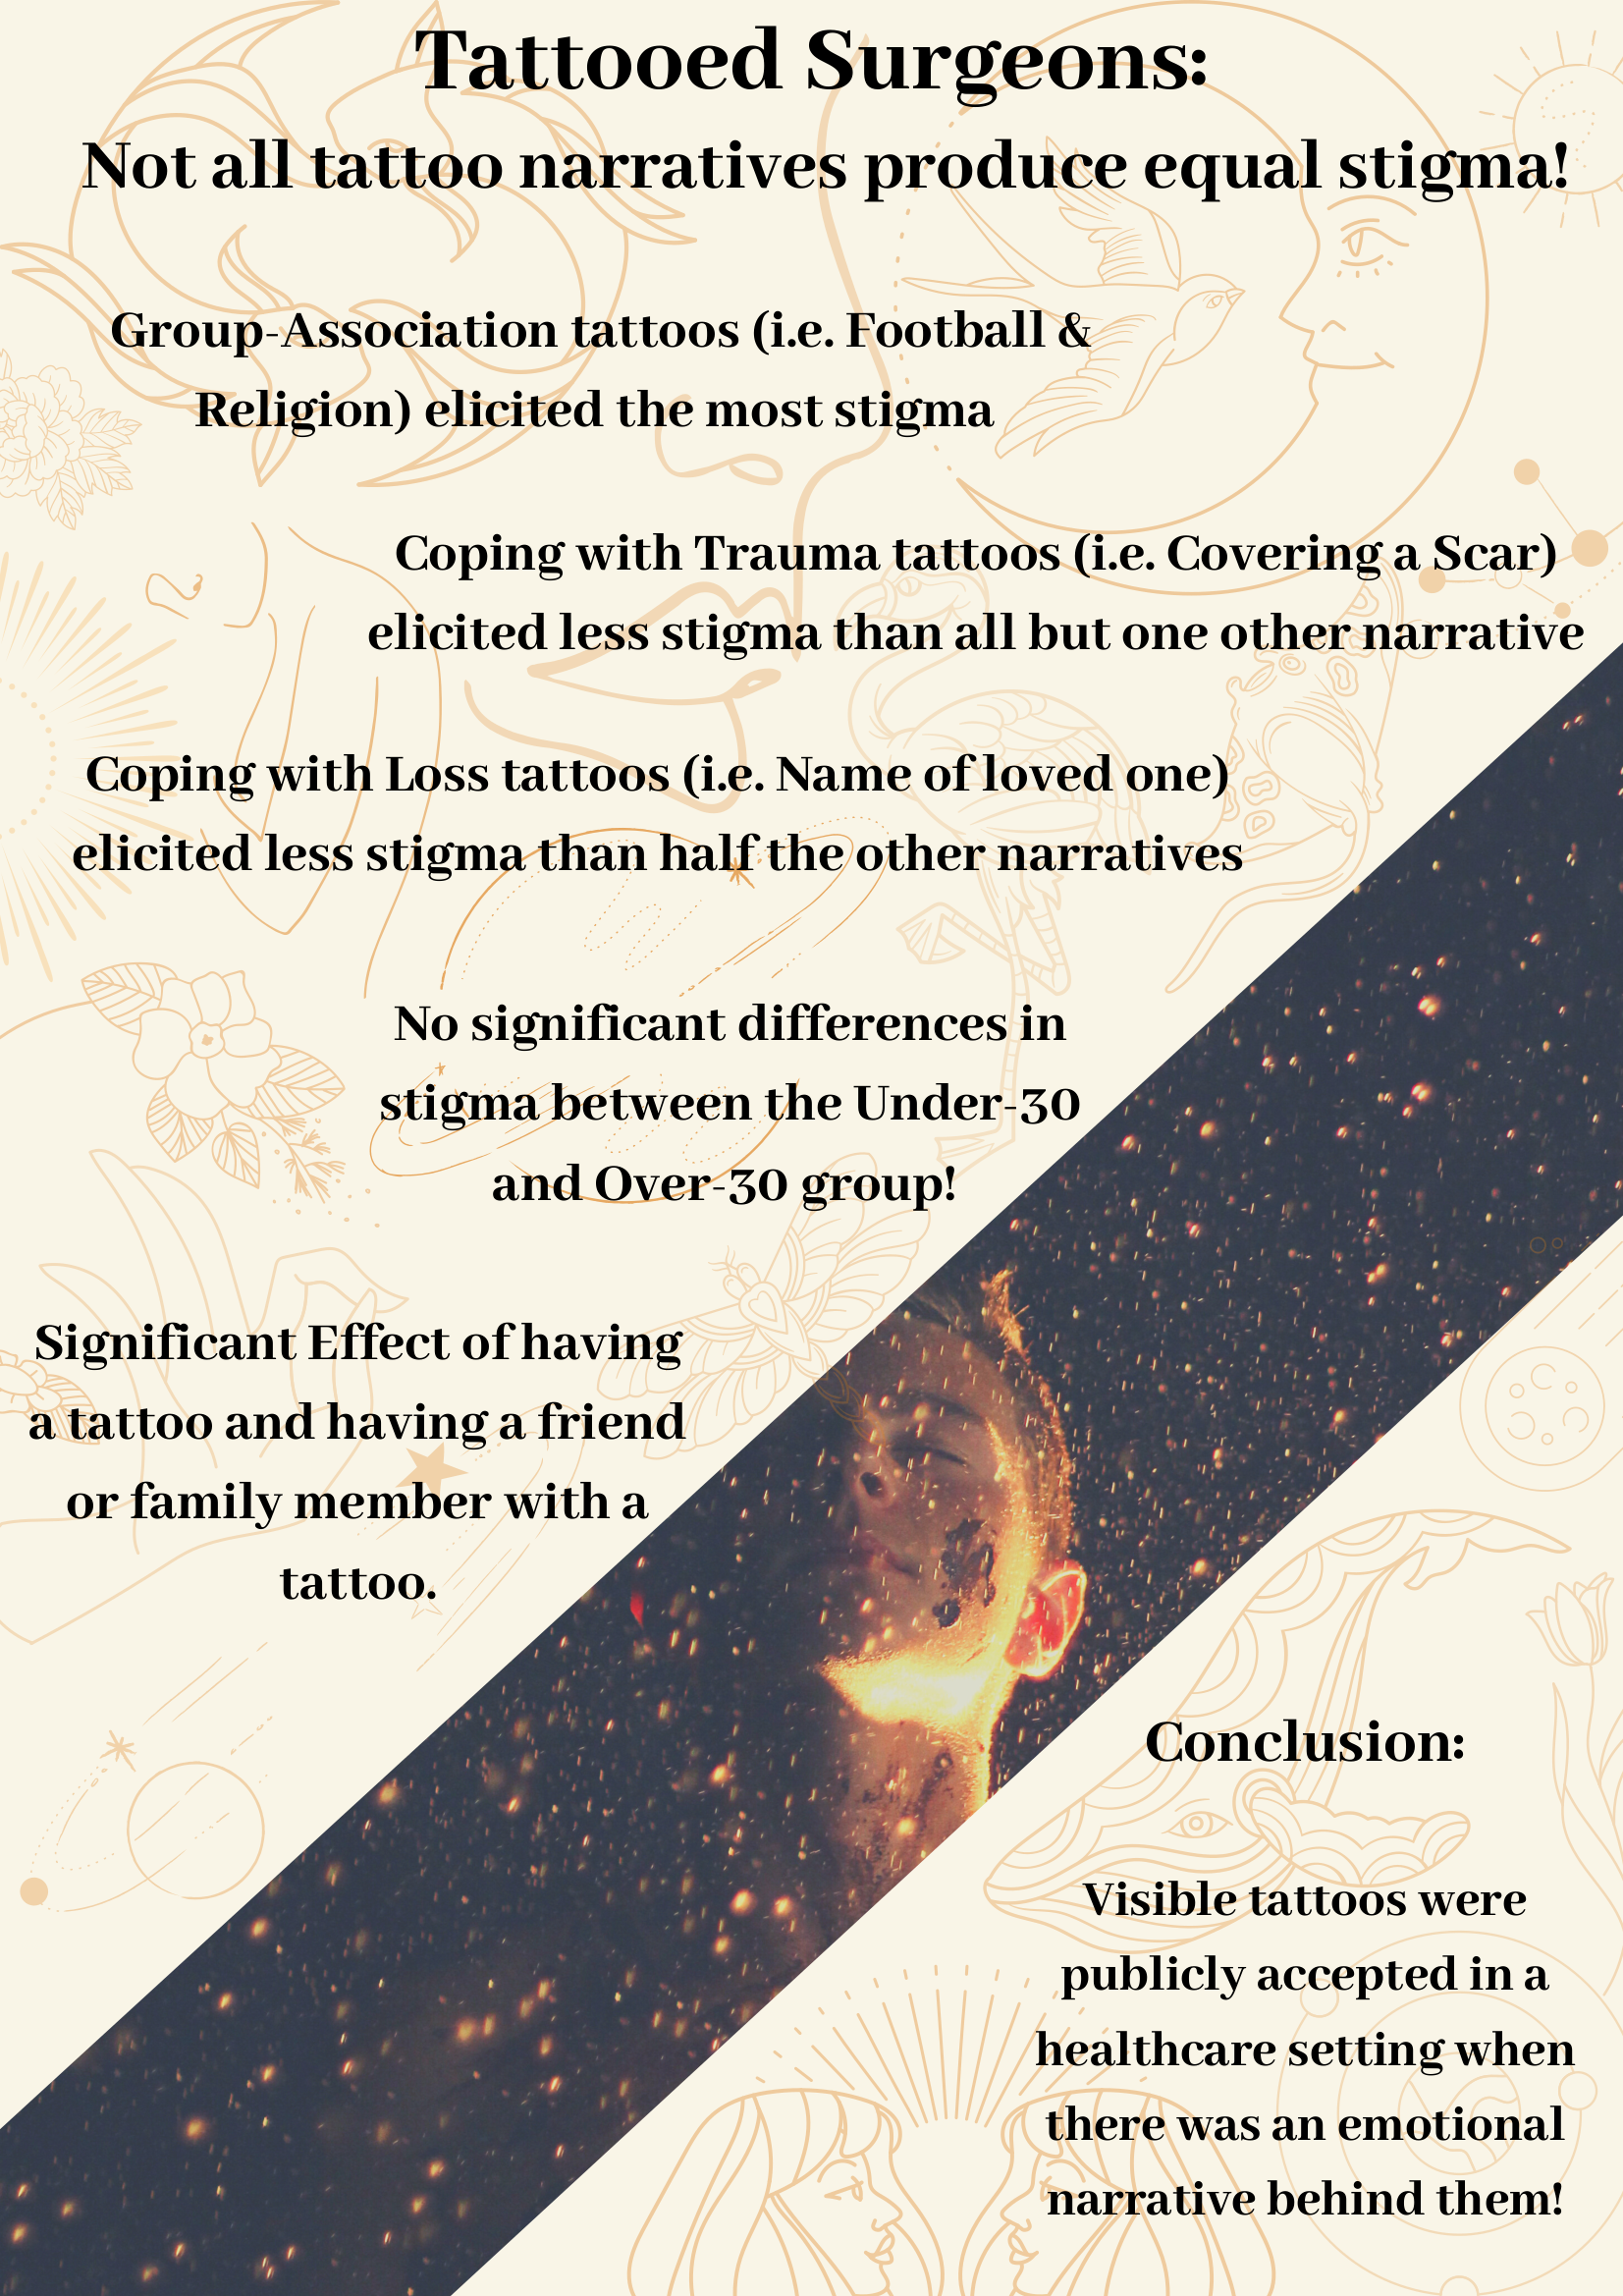 Tattooed Surgeons:
Not all tattoo narratives produce equal stigma!
Group-Association tattoos (i.e. Football &
Religion) elicited the most stigma
Coping with Trauma tattoos (i.e. Covering a Scar)
elicited less stigma than all but one other narrative
Coping with Loss tattoos (i.e. Name of loved one)
elicited less stigma than half the other narratives
No significant differences in
stigma between the Under-30
and Over-30 group!
Significant Effect of having
a tattoo and having a friend
or family member with a
tattoo.
Conclusion:
Visible tattoos were
publicly accepted in a
healthcare setting when
there was an emotional
narrative behind them!